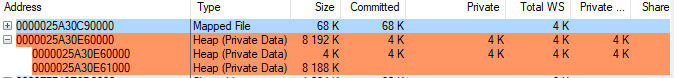 Address Type Size Committed Private Total WS Private ... Share
0000025A30C90000 Mapped File 68 K 68 K 4 K
0000025A30E60000 Heap (Private Data) 8 192 K 4 K 4 K 4 K 4 K
0000025A30E60000 Heap (Private Data) 4 K 4 K 4 K 4 K 4 K
0000025A30E61000 Heap (Private Data) 8 188 K